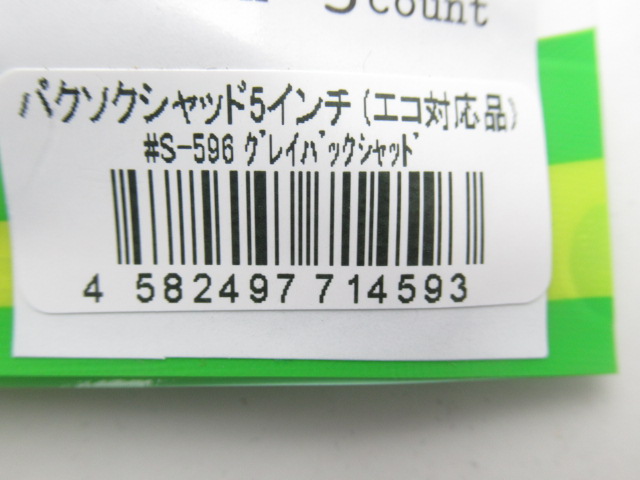 count
バクソクシャッド5インチ(エコ対応品)
#S-596 グレイバックシャッド
4 582497 714593